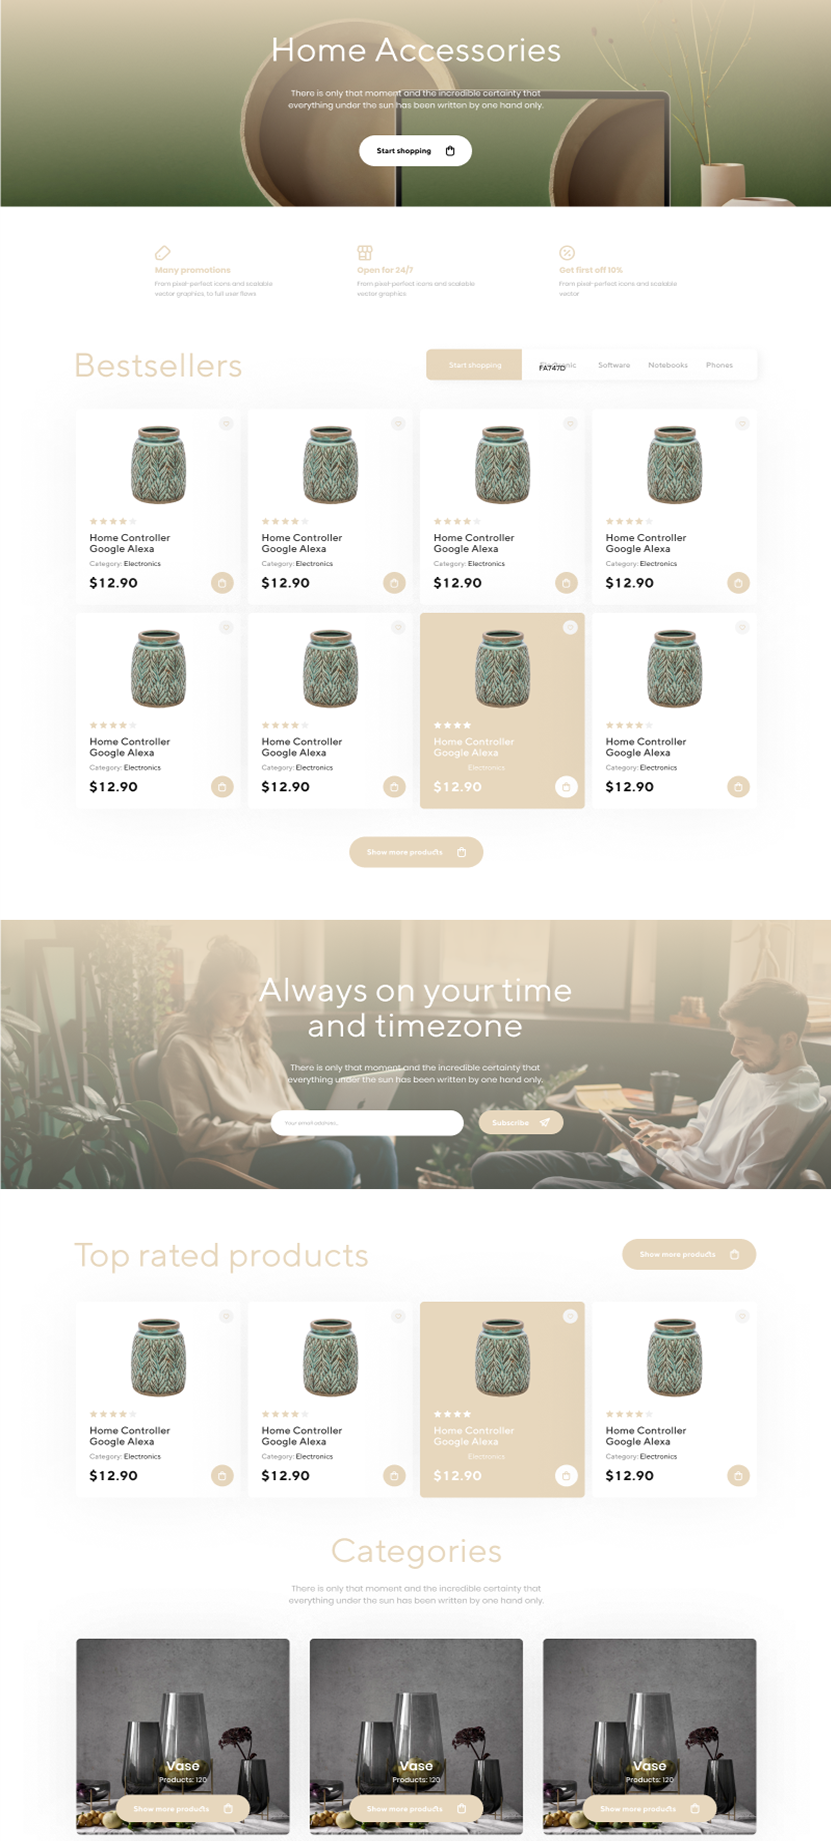 Home Accessories
There is only that moment and the incredible certainty that
everything under the sun has been written by one hand only.
Start shopping
Many promotions
From pixel-perfect icons and scalable
vector graphics, to full user flows
Open for 24/7
From pixel-perfect icons and scalable
vector graphics
Get first off 10%
From pixel-perfect icons and scalable
vector
Bestsellers
Start shopping
Electronic
FA747D
Software
Notebooks
Phones
Home Controller
Google Alexa
Category: Electronics
$12.90
Home Controller
Google Alexa
Category: Electronics
$12.90
Home Controller
Google Alexa
Category: Electronics
$12.90
Home Controller
Google Alexa
Category: Electronics
$12.90
Home Controller
Google Alexa
Category: Electronics
$12.90
Home Controller
Google Alexa
Category: Electronics
$12.90
Home Controller
Google Alexa
Electronics
$12.90
Home Controller
Google Alexa
Category: Electronics
$12.90
Show more products
Always on your time
and timezone
There is only that moment and the incredible certainty that
everything under the sun has been written by one hand only.
Your email address..
Subscribe
Top rated products
Show more products
Home Controller
Google Alexa
Category: Electronics
$12.90
Home Controller
Google Alexa
Category: Electronics
$12.90
Home Controller
Google Alexa
Electronics
$12.90
Home Controller
Google Alexa
Category: Electronics
$12.90
Categories
There is only that moment and the incredible certainty that
everything under the sun has been written by one hand only.
Vase
Products: 120
Show more products
Vase
Products: 120
Show more products
Vase
Products: 120
Show more products